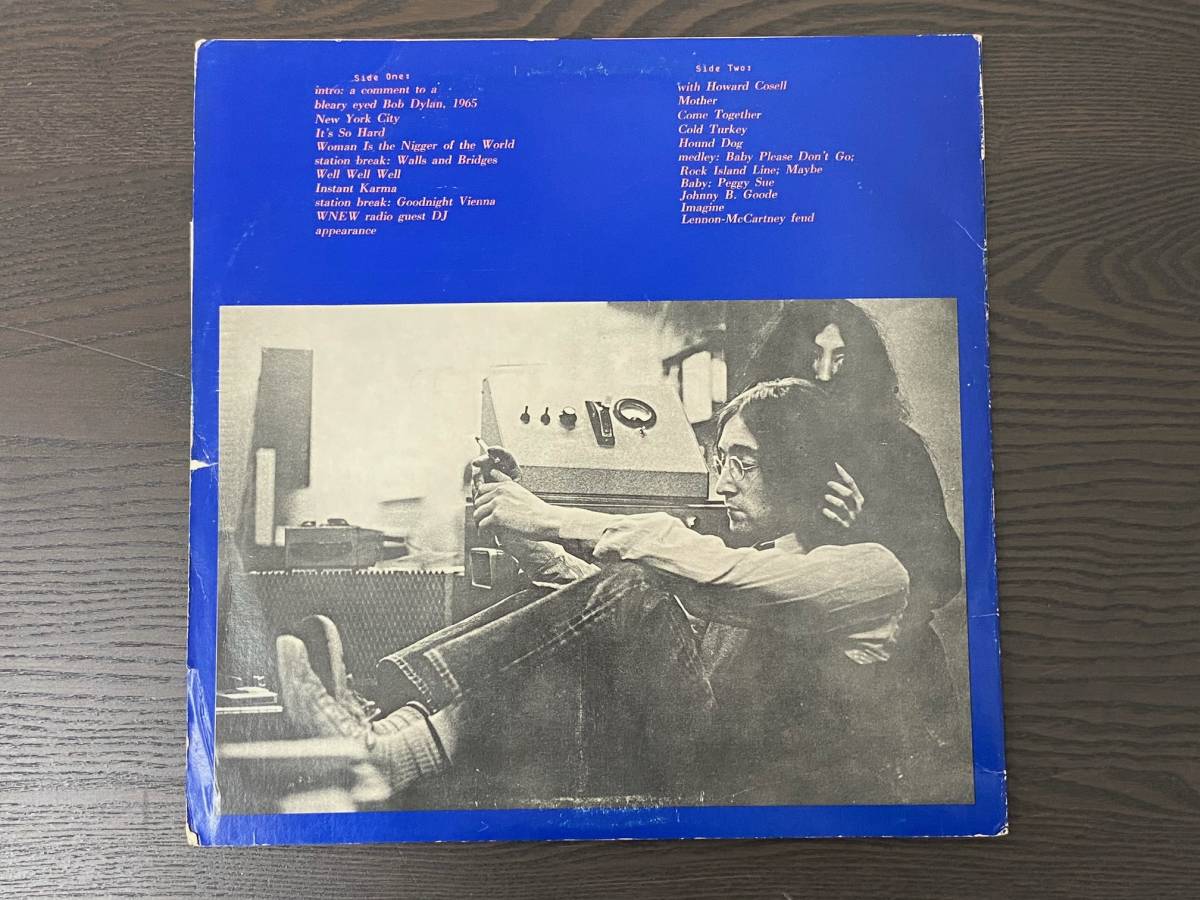 Side One:
intro: a comment to a
bleary eyed Bob Dylan, 1965
New York City
It's So Hard
Woman Is the Nigger of the World
station break: Walls and Bridges
Well Well Well
Instant Karma
station break: Goodnight Vienna
WNEW radio guest DJ
appearance
Side Two:
with Howard Cosell
Mother
Come Together
Cold Turkey
Hound Dog
medley: Baby Please Don't Go;
Rock Island Line; Maybe
Baby; Peggy Sue
Johnny B. Goode
Imagine
Lennon-McCartney feud